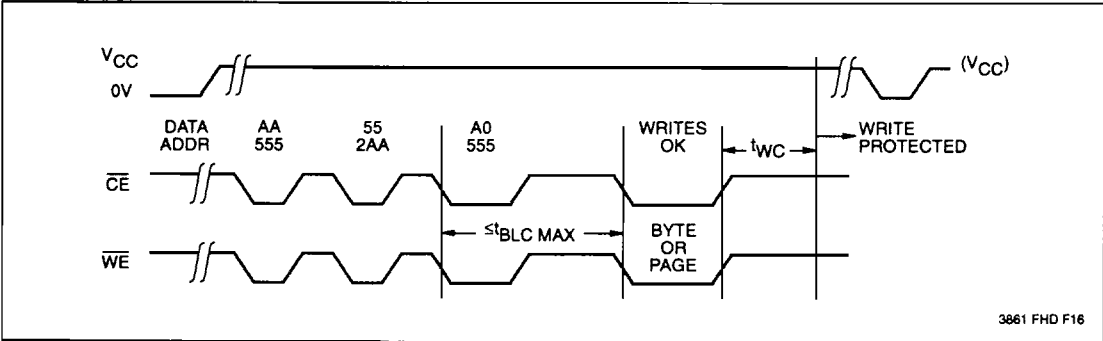 VCC
(VCC)
0V
DATA AA 55 A0 WRITES
ADDR 555 2AA 555 OK
tWC
WRITE
PROTECTED
CE
≤tBLC MAX
BYTE
OR
PAGE
WE
3861 FHD F16